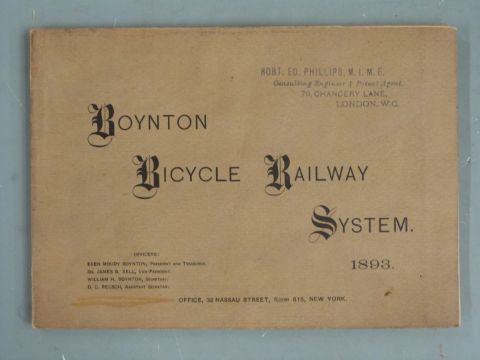 ROBT. ED. PHILLIPS, M. I. M. E.
Consulting Engineer & Patent Agent,
70, CHANCERY LANE,
LONDON. W.C.
BOYNTON
BICYCLE RAILWAY
SYSTEM.
1893.
OFFICERS:
EBEN MOODY BOYNTON, PRESIDENT AND TREASURER.
DR. JAMES B. BELL, VICE-PRESIDENT.
WILLIAM H. BOYNTON, SECRETARY.
D. C. REUSCH, ASSISTANT SECRETARY.
OFFICE, 32 NASSAU STREET, ROOM 615, NEW YORK.